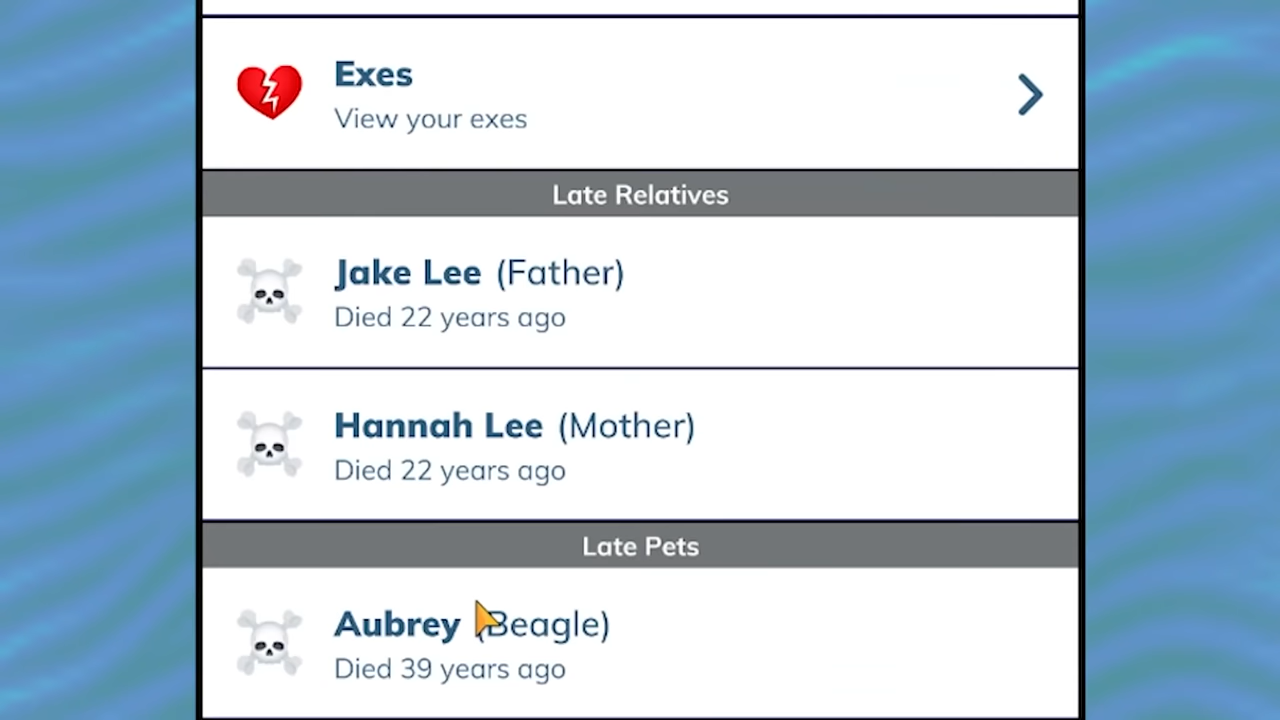 Exes
View your exes
Late Relatives
Jake Lee (Father)
Died 22 years ago
Hannah Lee (Mother)
Died 22 years ago
Late Pets
Aubrey (Beagle)
Died 39 years ago